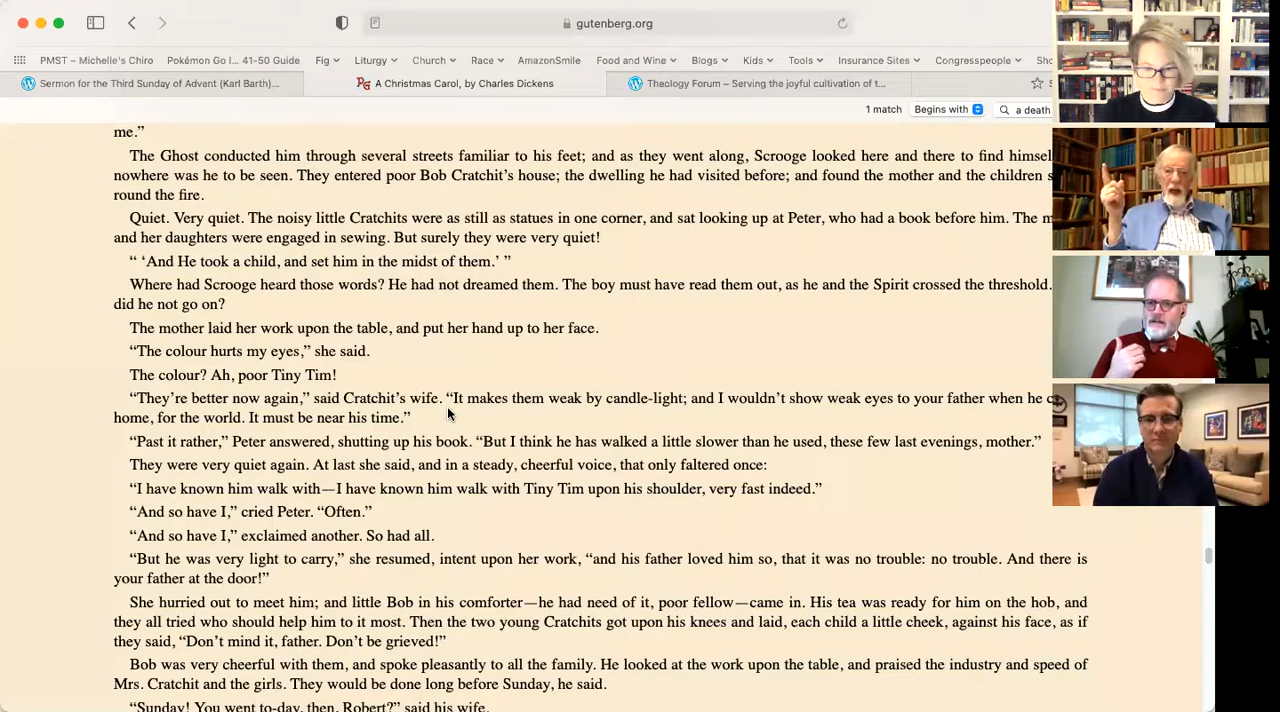 gutenberg.org
PMST – Michelle's Chiro Pokémon Go I... 41-50 Guide Fig Liturgy Church Race AmazonSmile Food and Wine Blogs Kids Tools Insurance Sites Congresspeople Sho
Sermon for the Third Sunday of Advent (Karl Barth)... A Christmas Carol, by Charles Dickens Theology Forum – Serving the joyful cultivation of t... S
1 match Begins with a death
me.”
The Ghost conducted him through several streets familiar to his feet; and as they went along, Scrooge looked here and there to find himsel
nowhere was he to be seen. They entered poor Bob Cratchit’s house; the dwelling he had visited before; and found the mother and the children s
round the fire.
Quiet. Very quiet. The noisy little Cratchits were as still as statues in one corner, and sat looking up at Peter, who had a book before him. The m
and her daughters were engaged in sewing. But surely they were very quiet!
“ ‘And He took a child, and set him in the midst of them.’ ”
Where had Scrooge heard those words? He had not dreamed them. The boy must have read them out, as he and the Spirit crossed the threshold.
did he not go on?
The mother laid her work upon the table, and put her hand up to her face.
“The colour hurts my eyes,” she said.
The colour? Ah, poor Tiny Tim!
“They’re better now again,” said Cratchit’s wife. “It makes them weak by candle-light; and I wouldn’t show weak eyes to your father when he c
home, for the world. It must be near his time.”
“Past it rather,” Peter answered, shutting up his book. “But I think he has walked a little slower than he used, these few last evenings, mother.”
They were very quiet again. At last she said, and in a steady, cheerful voice, that only faltered once:
“I have known him walk with—I have known him walk with Tiny Tim upon his shoulder, very fast indeed.”
“And so have I,” cried Peter. “Often.”
“And so have I,” exclaimed another. So had all.
“But he was very light to carry,” she resumed, intent upon her work, “and his father loved him so, that it was no trouble: no trouble. And there is
your father at the door!”
She hurried out to meet him; and little Bob in his comforter—he had need of it, poor fellow—came in. His tea was ready for him on the hob, and
they all tried who should help him to it most. Then the two young Cratchits got upon his knees and laid, each child a little cheek, against his face, as if
they said, “Don’t mind it, father. Don’t be grieved!”
Bob was very cheerful with them, and spoke pleasantly to all the family. He looked at the work upon the table, and praised the industry and speed of
Mrs. Cratchit and the girls. They would be done long before Sunday, he said.
“Sunday! You went to-day, then, Robert?” said his wife.